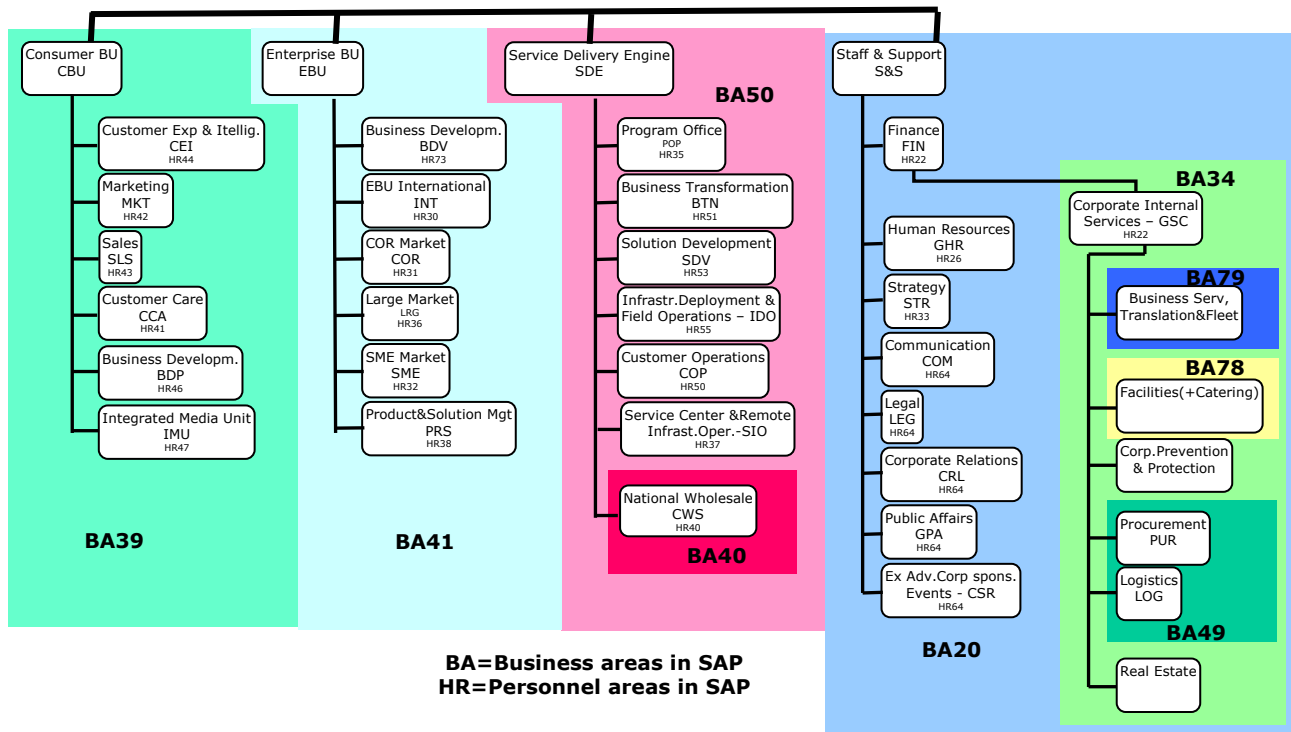 Consumer BU
CBU
Customer Exp & Itellig.
CEI
HR44
Marketing
MKT
HR42
Sales
SLS
HR43
Customer Care
CCA
HR41
Business Developm.
BDP
HR46
Integrated Media Unit
IMU
HR47
BA39
Enterprise BU
EBU
Business Developm.
BDV
HR73
EBU International
INT
HR30
COR Market
COR
HR31
Large Market
LRG
HR36
SME Market
SME
HR32
Product&Solution Mgt
PRS
HR38
BA41
Service Delivery Engine
SDE
BA50
Program Office
POP
HR35
Business Transformation
BTN
HR51
Solution Development
SDV
HR53
Infrastr.Deployment &
Field Operations – IDO
HR55
Customer Operations
COP
HR50
Service Center &Remote
Infrast.Oper.-SIO
HR37
National Wholesale
CWS
HR40
BA40
Staff & Support
S&S
Finance
FIN
HR22
Human Resources
GHR
HR26
Strategy
STR
HR33
Communication
COM
HR64
Legal
LEG
HR64
Corporate Relations
CRL
HR64
Public Affairs
GPA
HR64
Ex Adv.Corp spons.
Events - CSR
HR64
BA20
BA34
Corporate Internal
Services – GSC
HR22
BA79
Business Serv,
Translation&Fleet
BA78
Facilities(+Catering)
Corp.Prevention
& Protection
Procurement
PUR
Logistics
LOG
BA49
Real Estate
BA=Business areas in SAP
HR=Personnel areas in SAP